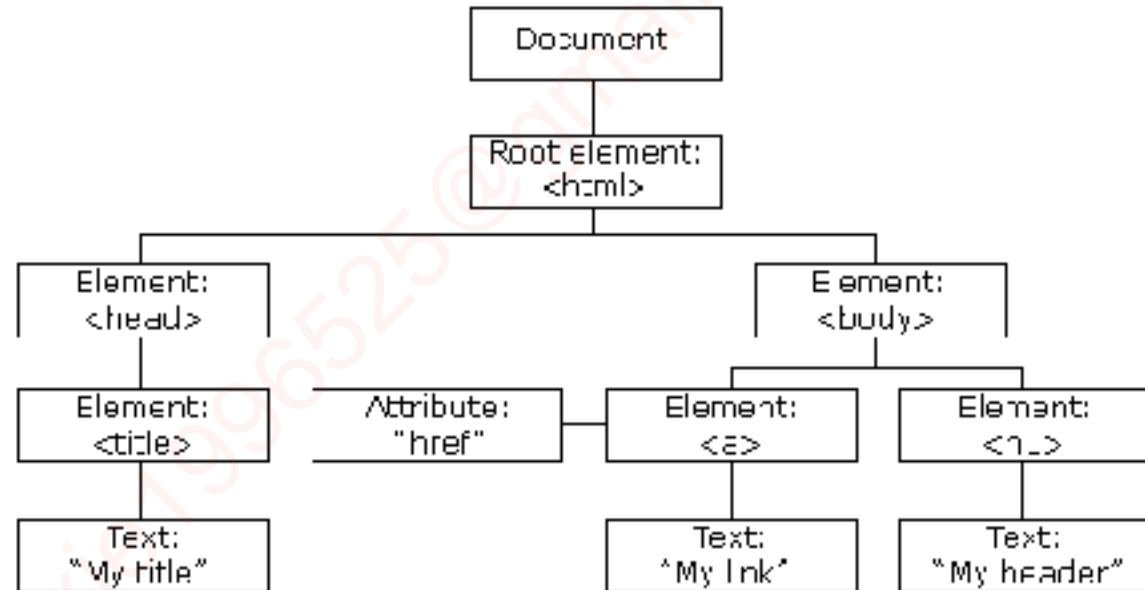 Document
Root element:
<html>
Element:
<head>
Element:
<body>
Element:
<title>
Attribute:
"href"
Element:
<a>
Element:
<h1>
Text:
"My title"
Text:
"My link"
Text:
"My header"